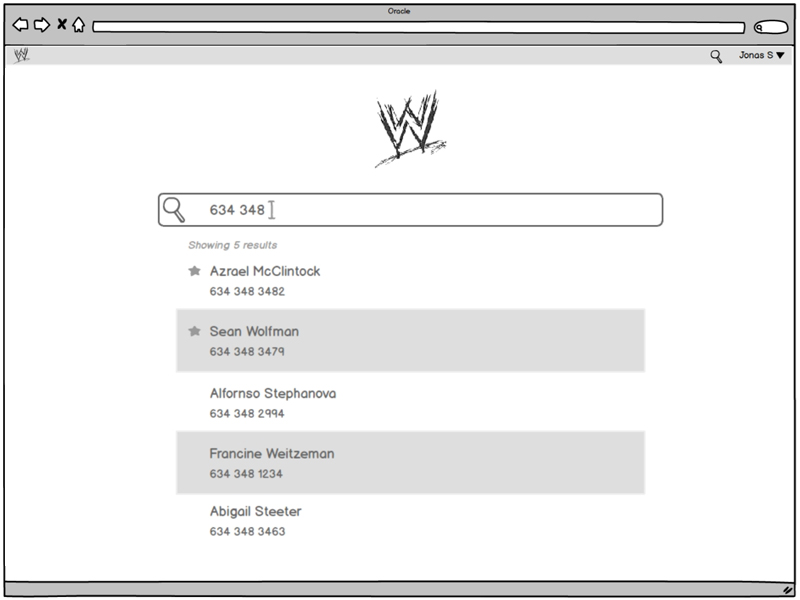 Oracle
W
Jonas S
W
634 348
Showing 5 results
Azrael McClintock
634 348 3482
Sean Wolfman
634 348 3479
Alfornso Stephanova
634 348 2994
Francine Weitzeman
634 348 1234
Abigail Steeter
634 348 3463